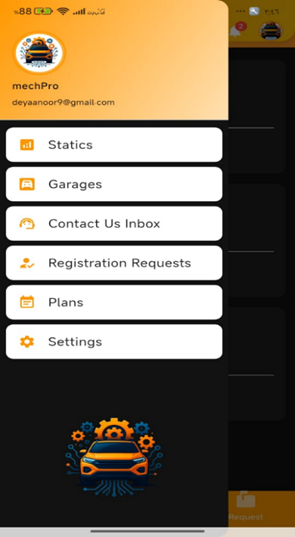 %88
mechPro
deyaanoor9@gmail.com
Statics
Garages
Contact Us Inbox
Registration Requests
Plans
Settings
Request